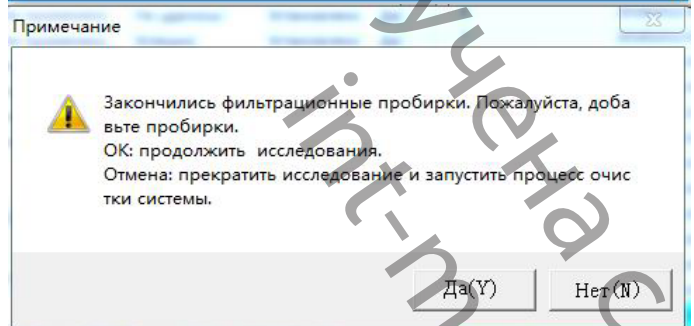 Примечание
Закончились фильтрационные пробирки. Пожалуйста, доба
вьте пробирки.
ОК: продолжить исследования.
Отмена: прекратить исследование и запустить процесс очис
тки системы.
Да(Y) Нет(N)